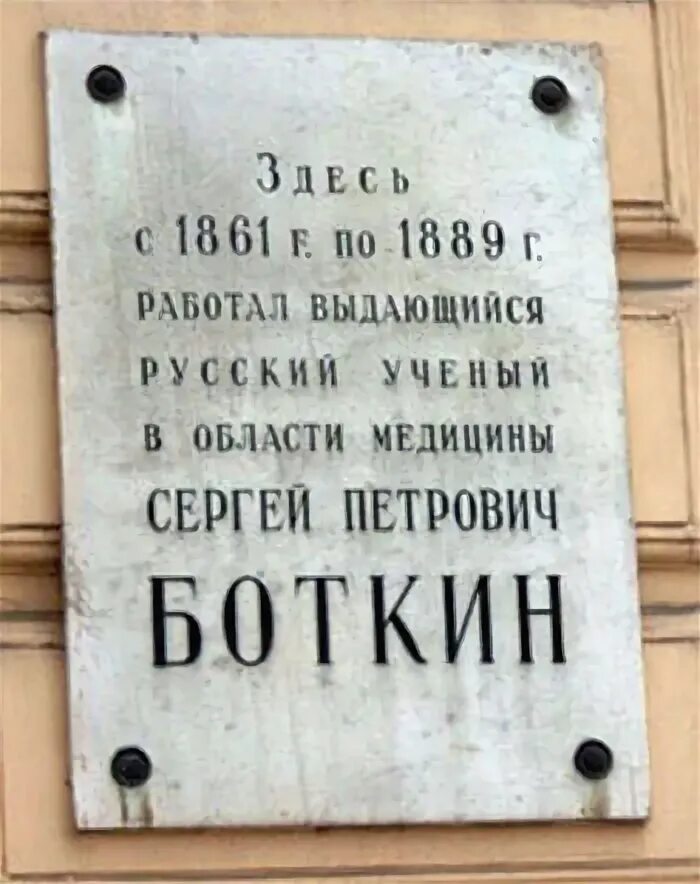 Здесь
с 1861 г. по 1889 г.
работал выдающийся
русский ученый
в области медицины
СЕРГЕЙ ПЕТРОВИЧ
БОТКИН